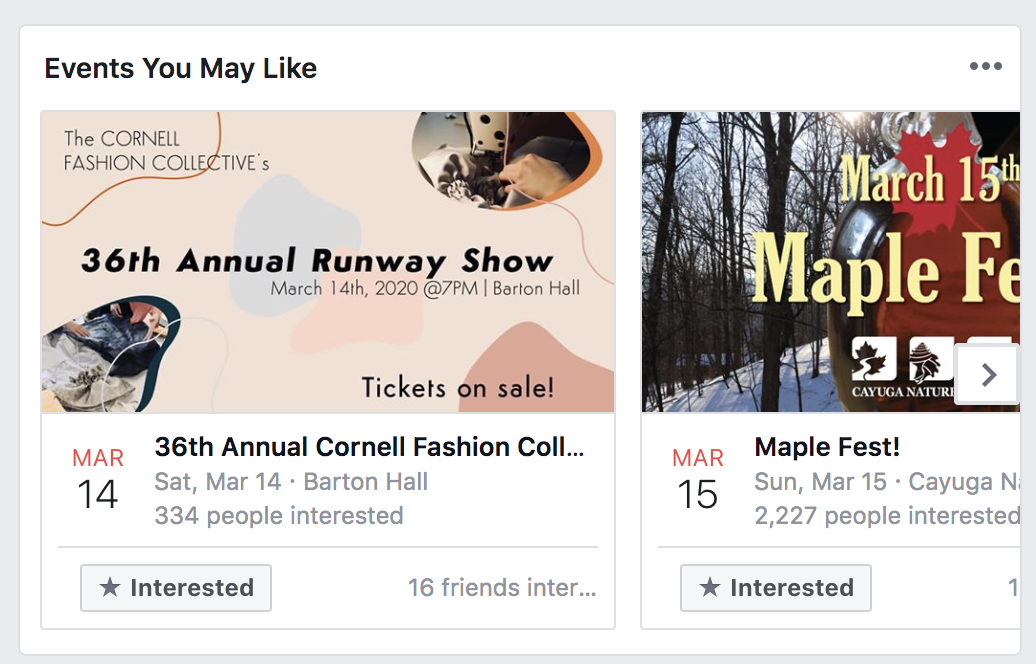 Events You May Like
The CORNELL
FASHION COLLECTIVE's
36th Annual Runway Show
March 14th, 2020 @7PM | Barton Hall
Tickets on sale!
MAR
14
36th Annual Cornell Fashion Coll...
Sat, Mar 14 · Barton Hall
334 people interested
★ Interested
16 friends inter...
March 15th
Maple Fe
CAYUGA NATURE
MAR
15
Maple Fest!
Sun, Mar 15 · Cayuga Na
2,227 people interested
★ Interested
1